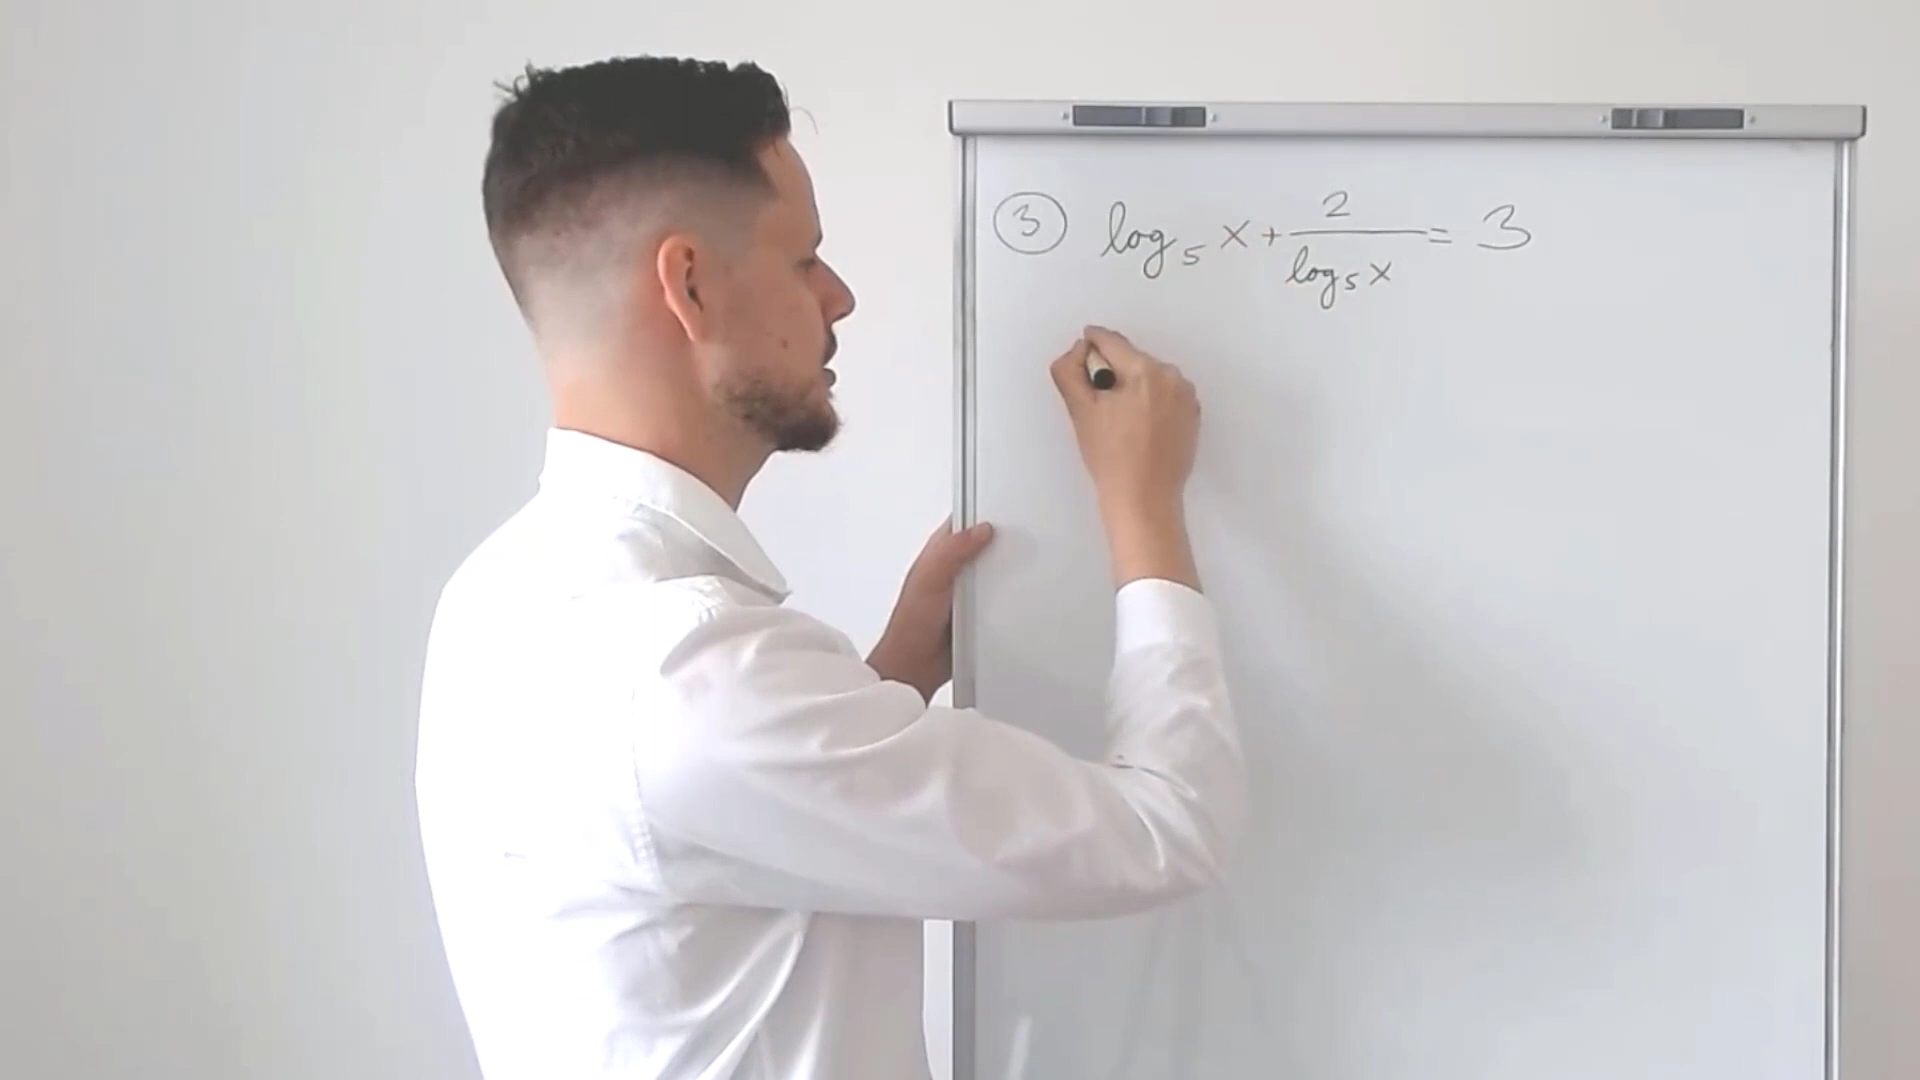 ③ log₅ x + 2/log₅ x = 3